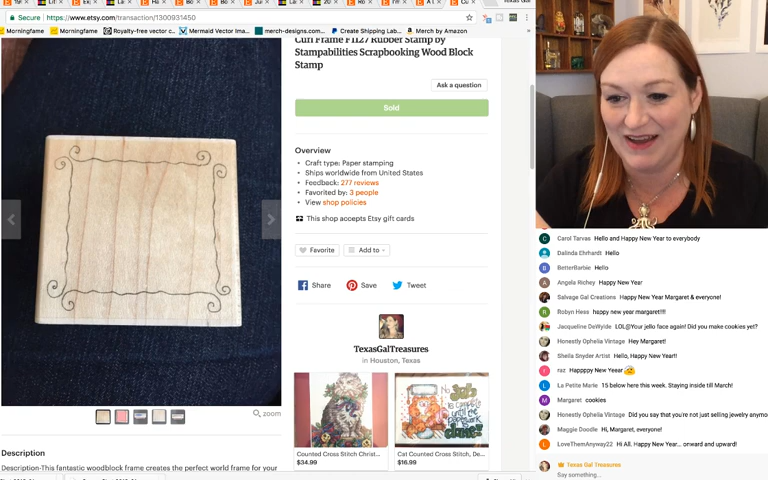 Secure https://www.etsy.com/transaction/1300931450
Morningfame Morningfame Royalty-free vector c... Vermeld Vector Ima... merch-designs.com... Create Shipping Lab... Merch by Amazon
Curl Frame F1127 Rubber Stamp by
Stampabilities Scrapbooking Wood Block
Stamp
Ask a question
Sold
Overview
Craft type: Paper stamping
Ships worldwide from United States
Feedback: 277 reviews
Favorited by: 3 people
View shop policies
This shop accepts Etsy gift cards
Favorite
Add to
Share
Save
Tweet
TexasGalTreasures
in Houston, Texas
Counted Cross Stitch Christ...
$34.99
Cat Counted Cross Stitch, De...
$16.99
zoom
Description
Description-This fantastic woodblock frame creates the perfect world frame for your
Carol Tarvas Hello and Happy New Year to everybody
Dalinda Ehrhardt Hello
BetterBarbie Hello
Angela Richey Happy New Year
Salvage Gal Creations Happy New Year Margaret & everyone!
Robyn Hess happy new year margaret!!!!
Jacqueline DeWylde LOL@Your jello face again! Did you make cookies yet?
Honestly Ophelia Vintage Hey Margaret!
Sheila Snyder Artist Hello, Happy New Year!!
raz Happpyy New Yeear
La Petite Marie 15 below here this week. Staying inside till March!
Margaret cookies
Honestly Ophelia Vintage Did you say that you're not just selling jewelry anymo
Maggie Doodle Hi, Margaret, everyone!
LoveThemAnyway22 Hi All. Happy New Year... onward and upward!
Texas Gal Treasures
Say something...